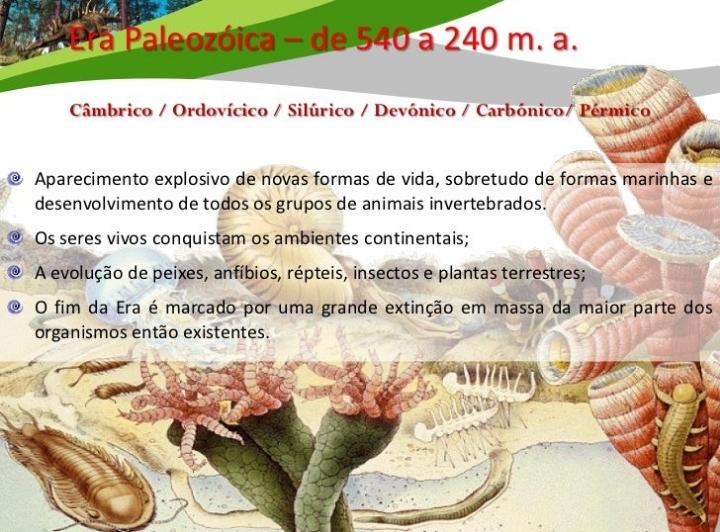 Era Paleozóica – de 540 a 240 m. a.
Câmbrico / Ordovícico / Silúrico / Devónico / Carbónico/ Pérmico
Aparecimento explosivo de novas formas de vida, sobretudo de formas marinhas e
desenvolvimento de todos os grupos de animais invertebrados.
Os seres vivos conquistam os ambientes continentais;
A evolução de peixes, anfíbios, répteis, insectos e plantas terrestres;
O fim da Era é marcado por uma grande extinção em massa da maior parte dos
organismos então existentes.